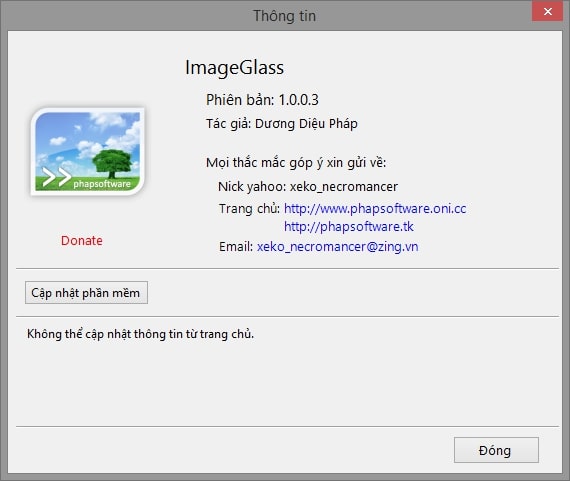 Thông tin
ImageGlass
Phiên bản: 1.0.0.3
Tác giả: Dương Diệu Pháp
phapsoftware
Donate
Mọi thắc mắc góp ý xin gửi về:
Nick yahoo: xeko_necromancer
Trang chủ: http://www.phapsoftware.oni.cc
http://phapsoftware.tk
Email: xeko_necromancer@zing.vn
Cập nhật phần mềm
Không thể cập nhật thông tin từ trang chủ.
Đóng